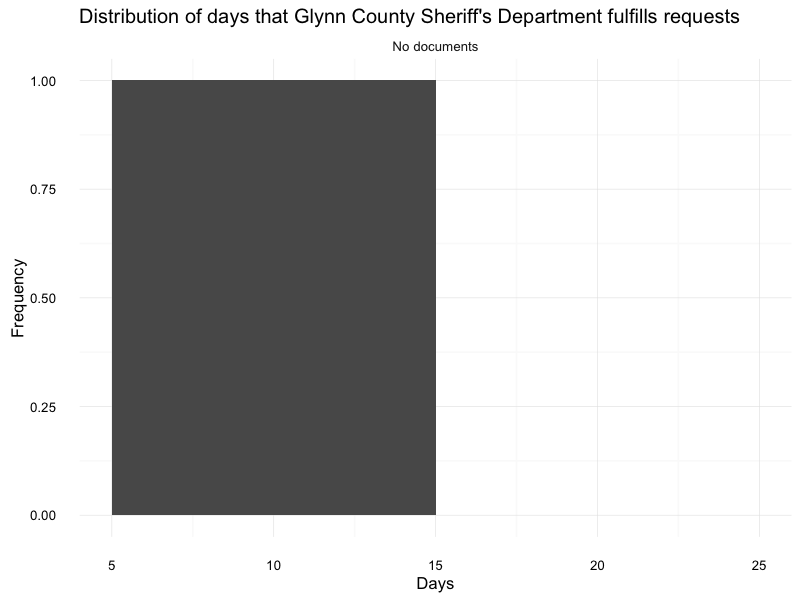 Distribution of days that Glynn County Sheriff's Department fulfills requests
No documents
1.00
0.75
0.50
0.25
0.00
Frequency
5 10 15 20 25
Days